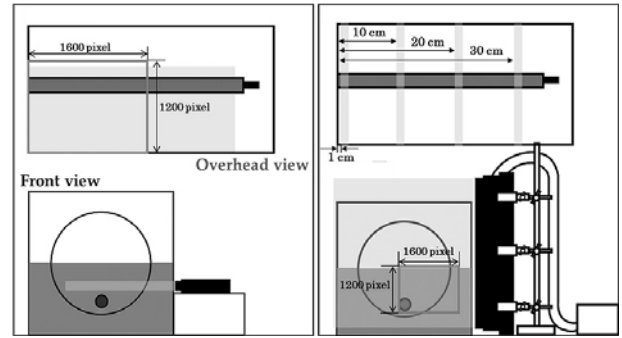 1600 pixel
1200 pixel
Overhead view
Front view
10 cm
20 cm
30 cm
1 cm
1600 pixel
1200 pixel